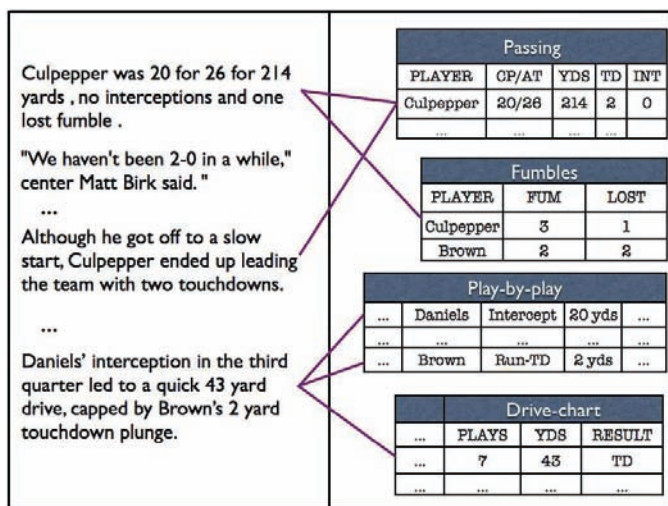 Culpepper was 20 for 26 for 214
yards , no interceptions and one
lost fumble .
"We haven't been 2-0 in a while,"
center Matt Birk said. "
...
Although he got off to a slow
start, Culpepper ended up leading
the team with two touchdowns.
...
Daniels' interception in the third
quarter led to a quick 43 yard
drive, capped by Brown's 2 yard
touchdown plunge.
Passing
PLAYER CP/AT YDS TD INT
Culpepper 20/26 214 2 0
... ... ... ... ...
Fumbles
PLAYER FUM LOST
Culpepper 3 1
Brown 2 2
Play-by-play
... Daniels Intercept 20 yds ...
... ... ... ...
... Brown Run-TD 2 yds ...
Drive-chart
... PLAYS YDS RESULT
... 7 43 TD
... ... ...